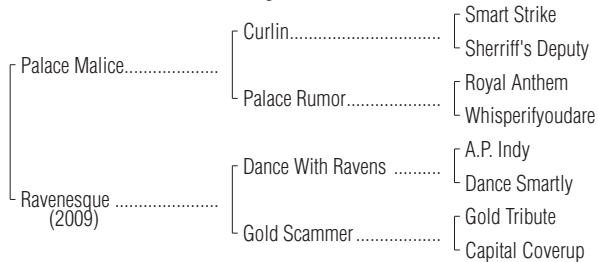 Smart Strike
Curlin.......................................
Sherriff's Deputy
Palace Malice....................
Royal Anthem
Palace Rumor........................
Whisperifyoudare
A.P. Indy
Dance With Ravens ..........
Dance Smartly
Ravenesque ......................
(2009)
Gold Tribute
Gold Scammer ..................
Capital Coverup